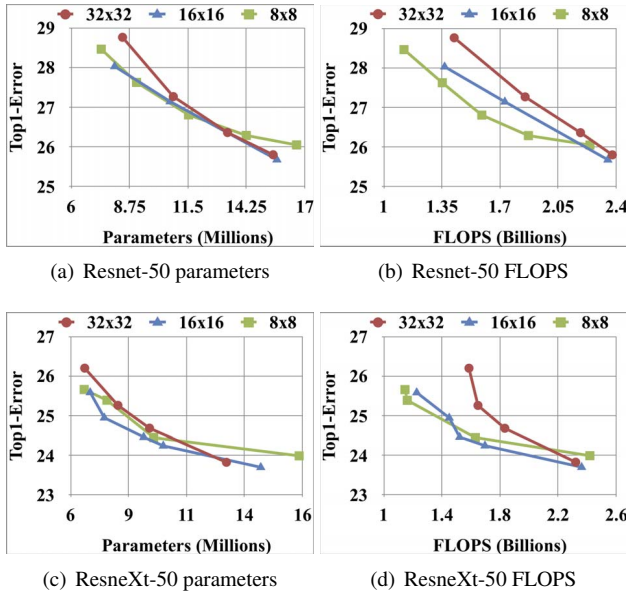 32x32 16x16 8x8
32x32 16x16 8x8
29
28
27
26
25
Top1-Error
6 8.75 11.5 14.25 17
Parameters (Millions)
29
28
27
26
25
Top1-Error
1 1.35 1.7 2.05 2.4
FLOPS (Billions)
(a) Resnet-50 parameters
(b) Resnet-50 FLOPS
32x32 16x16 8x8
32x32 16x16 8x8
27
26
25
24
23
Top1-Error
6 9 11 14 16
Parameters (Millions)
27
26
25
24
23
Top1-Error
1 1.4 1.8 2.2 2.6
FLOPS (Billions)
(c) ResneXt-50 parameters
(d) ResneXt-50 FLOPS